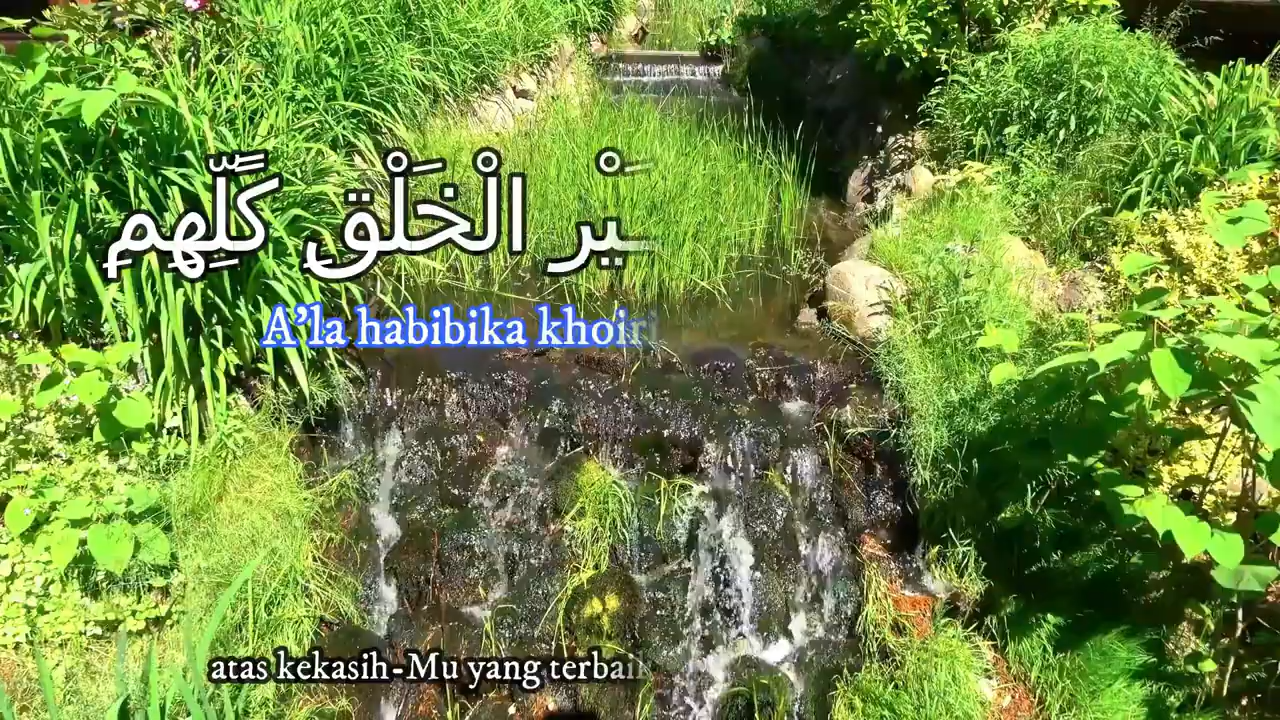 ـَيْرِ الْخَلْقِ كُلِّهِمِ
A'la habibika khoiri
atas kekasih-Mu yang terbaik